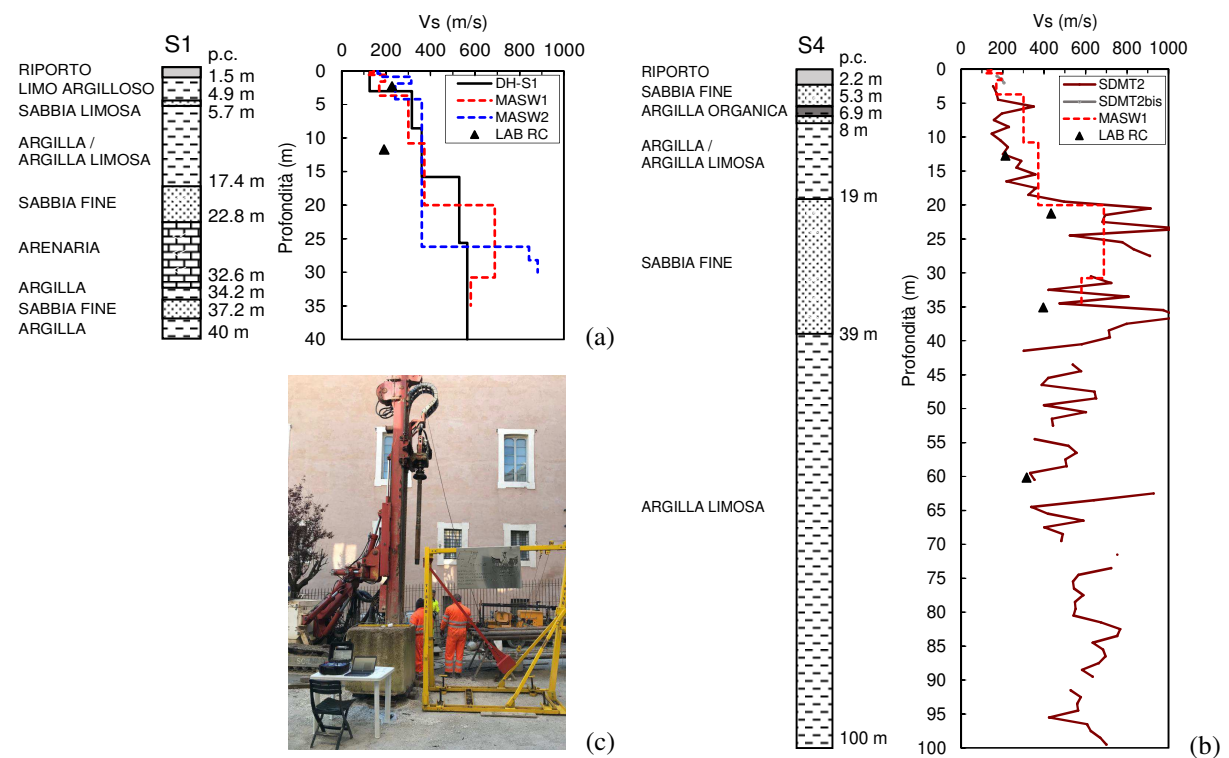 S1
p.c.
RIPORTO
1.5 m
LIMO ARGILLOSO
4.9 m
SABBIA LIMOSA
5.7 m
ARGILLA /
ARGILLA LIMOSA
17.4 m
SABBIA FINE
22.8 m
ARENARIA
32.6 m
ARGILLA
34.2 m
SABBIA FINE
37.2 m
ARGILLA
40 m
Vs (m/s)
0 200 400 600 800 1000
Profondità (m)
0
5
10
15
20
25
30
35
40
DH-S1
MASW1
MASW2
LAB RC
(a)
(c)
S4
p.c.
RIPORTO
2.2 m
SABBIA FINE
5.3 m
ARGILLA ORGANICA
6.9 m
8 m
ARGILLA /
ARGILLA LIMOSA
19 m
SABBIA FINE
39 m
ARGILLA LIMOSA
100 m
Vs (m/s)
0 200 400 600 800 1000
Profondità (m)
0
5
10
15
20
25
30
35
40
45
50
55
60
65
70
75
80
85
90
95
100
SDMT2
SDMT2bis
MASW1
LAB RC
(b)